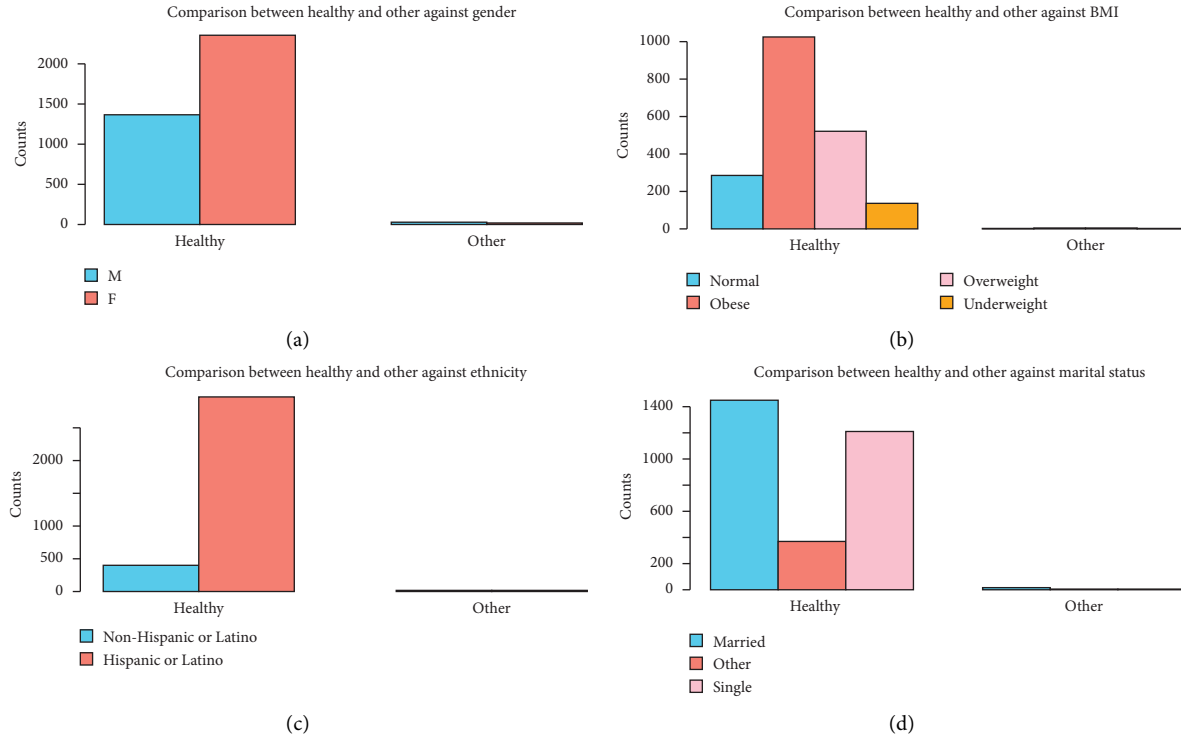 Comparison between healthy and other against gender
2000
1500
1000
500
0
Counts
Healthy
Other
M
F
(a)
Comparison between healthy and other against BMI
1000
800
600
400
200
0
Counts
Healthy
Other
Normal
Obese
Overweight
Underweight
(b)
Comparison between healthy and other against ethnicity
2000
1000
500
0
Counts
Healthy
Other
Non-Hispanic or Latino
Hispanic or Latino
(c)
Comparison between healthy and other against marital status
1400
1000
600
200
0
Counts
Healthy
Other
Married
Other
Single
(d)